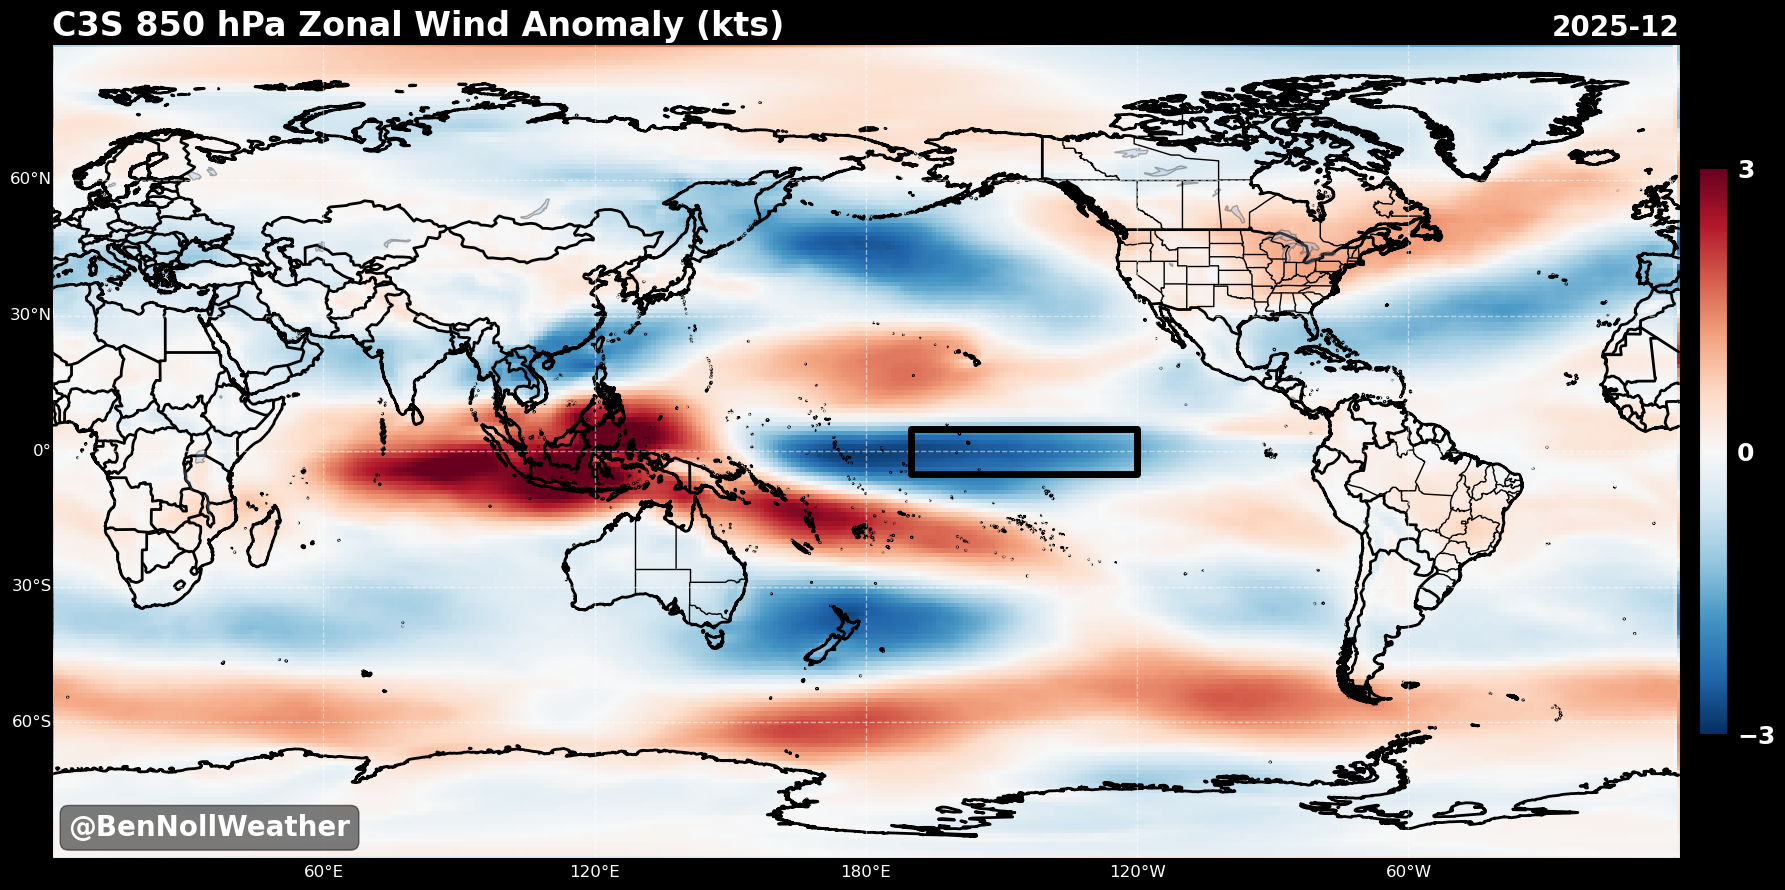 C3S 850 hPa Zonal Wind Anomaly (kts)
2025-12
60°N
30°N
0°
30°S
60°S
60°E
120°E
180°E
120°W
60°W
3
0
−3
@BenNollWeather